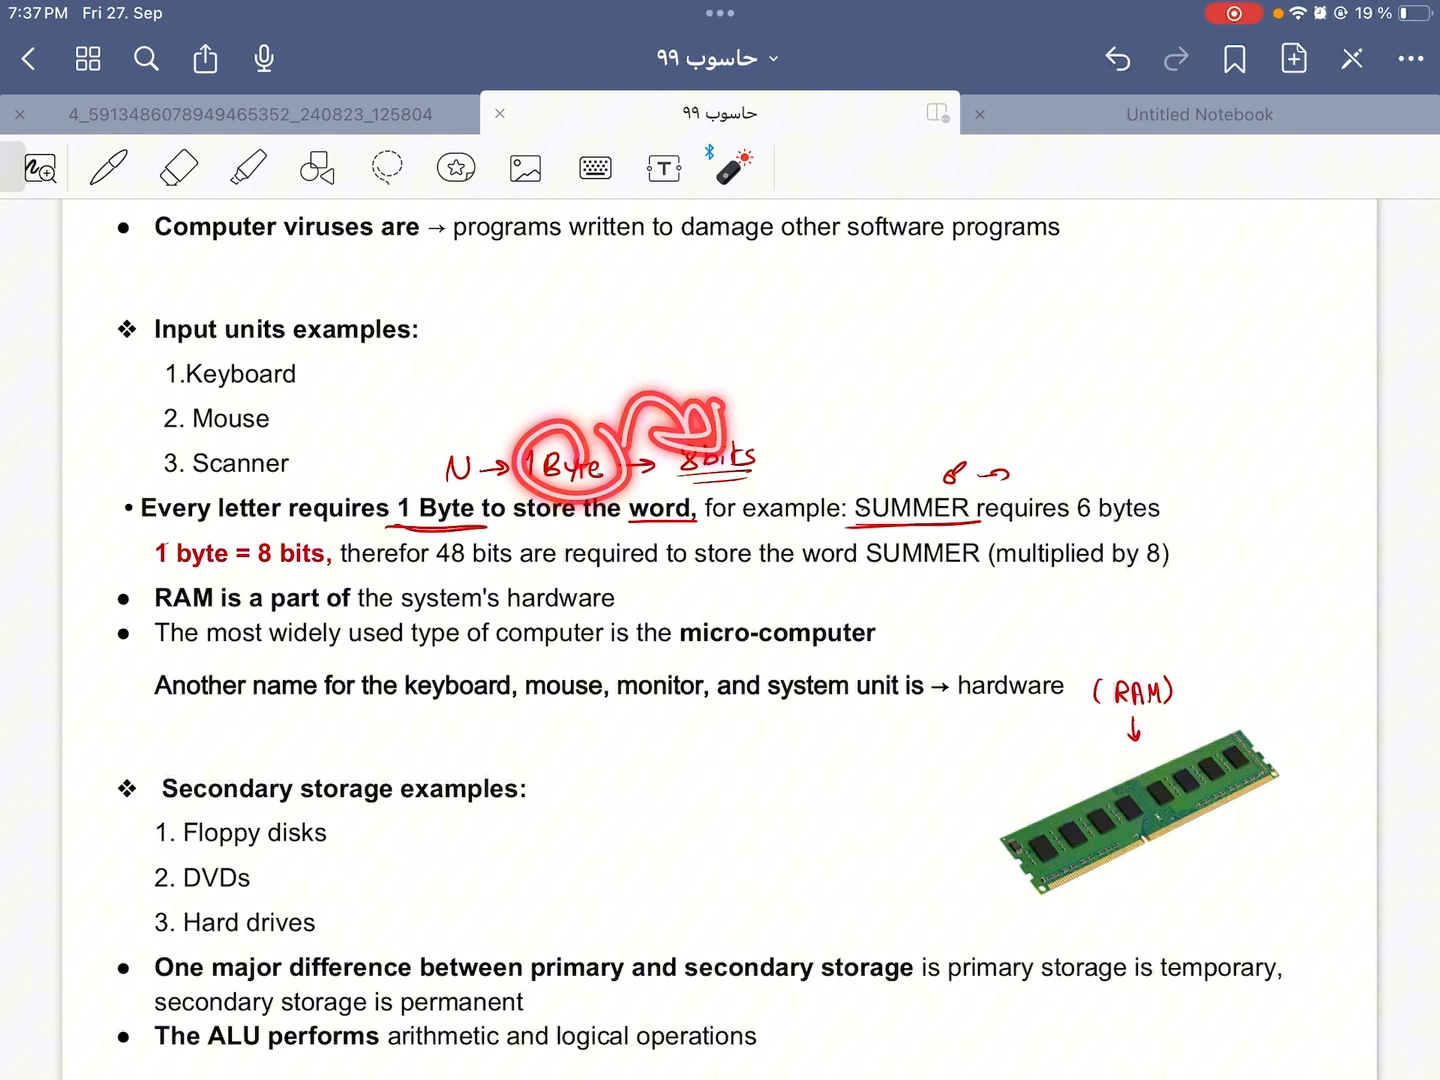 7:37 PM Fri 27. Sep
19 %
حاسوب ٩٩
4_5913486078949465352_240823_125804
حاسوب ٩٩
Untitled Notebook
T
● Computer viruses are → programs written to damage other software programs
❖ Input units examples:
1.Keyboard
2. Mouse
3. Scanner
N → 1 Byte → 8 bits
8 →
• Every letter requires 1 Byte to store the word, for example: SUMMER requires 6 bytes
1 byte = 8 bits, therefor 48 bits are required to store the word SUMMER (multiplied by 8)
● RAM is a part of the system's hardware
● The most widely used type of computer is the micro-computer
Another name for the keyboard, mouse, monitor, and system unit is → hardware
(RAM)
↓
❖ Secondary storage examples:
1. Floppy disks
2. DVDs
3. Hard drives
● One major difference between primary and secondary storage is primary storage is temporary,
secondary storage is permanent
● The ALU performs arithmetic and logical operations